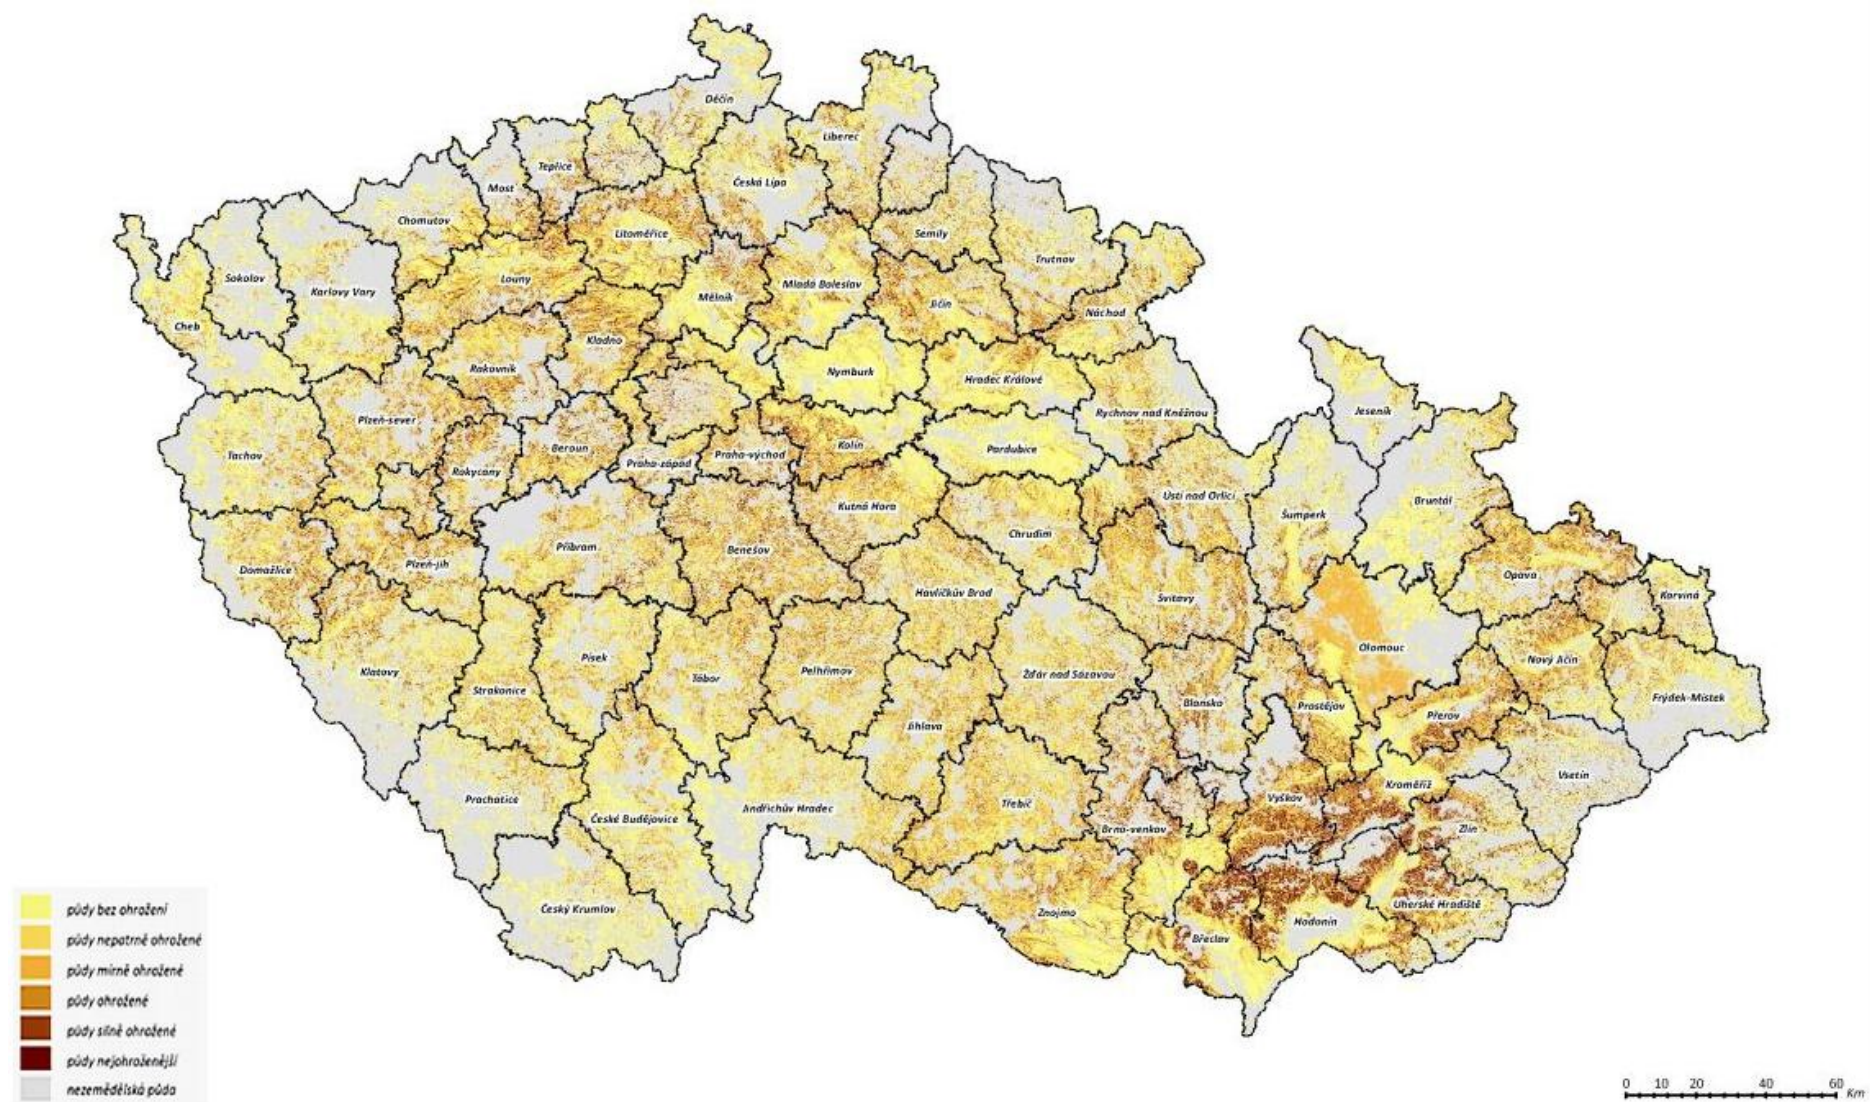 Děčín
Liberec
Teplice
Česká Lípa
Most
Chomutov
Litoměřice
Semily
Trutnov
Sokolov
Louny
Karlovy Vary
Mělník
Mladá Boleslav
Jičín
Náchod
Cheb
Kladno
Rakovník
Nymburk
Hradec Králové
Jeseník
Rychnov nad Kněžnou
Plzeň-sever
Tachov
Rokycany
Beroun
Praha-západ
Praha-východ
Kolín
Pardubice
Ústí nad Orlicí
Bruntál
Kutná Hora
Šumperk
Chrudim
Příbram
Benešov
Domažlice
Plzeň-jih
Opava
Havlíčkův Brod
Svitavy
Karviná
Olomouc
Klatovy
Písek
Nový Jičín
Strakonice
Tábor
Pelhřimov
Žďár nad Sázavou
Frýdek-Místek
Blansko
Prostějov
Přerov
Jihlava
Vsetín
Kroměříž
Prachatice
Vyškov
Jindřichův Hradec
Třebíč
České Budějovice
Brno-venkov
Zlín
Český Krumlov
Znojmo
Uherské Hradiště
Hodonín
Břeclav
půdy bez ohrožení
půdy nepatrně ohrožené
půdy mírně ohrožené
půdy ohrožené
půdy silně ohrožené
půdy nejohroženější
nezemědělská půda
0 10 20 40 60
Km